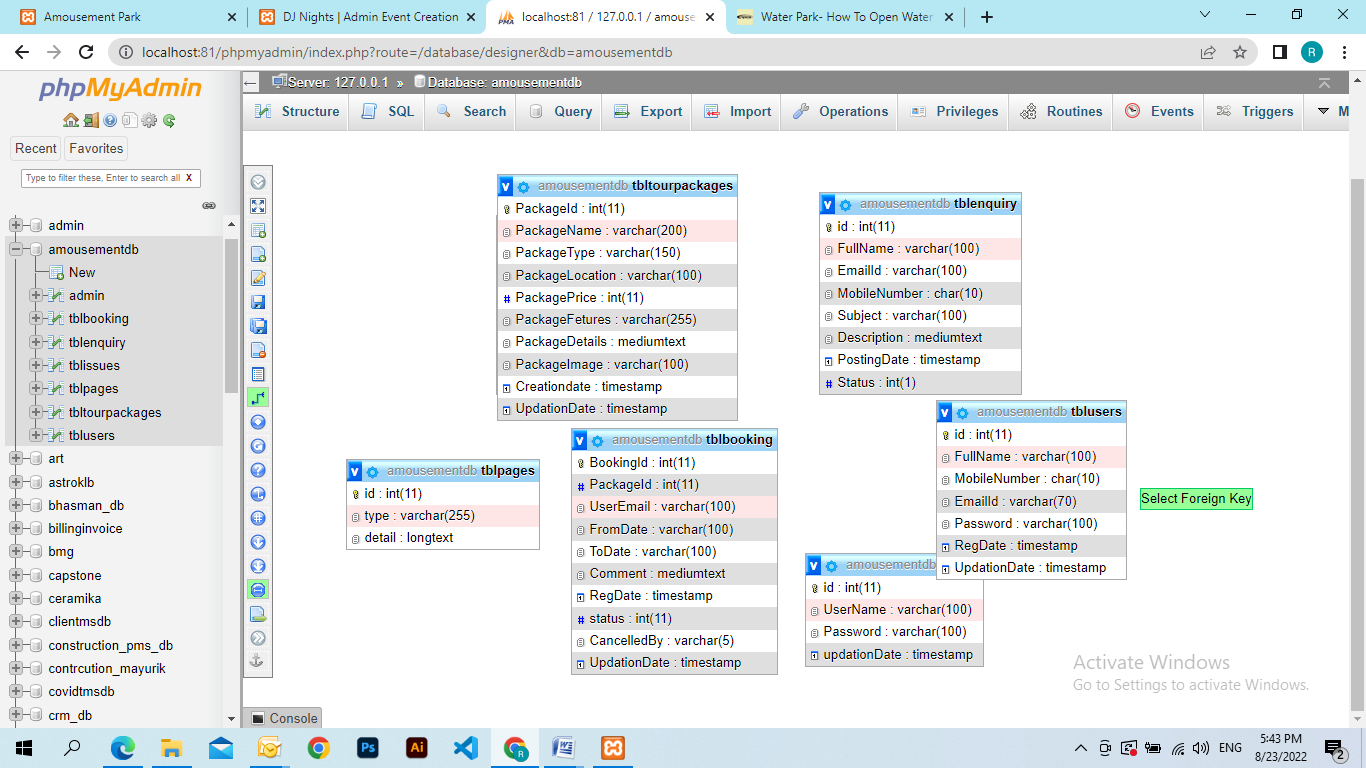 Amousement Park
DJ Nights | Admin Event Creation
localhost:81 / 127.0.0.1 / amouse
Water Park- How To Open Water
localhost:81/phpmyadmin/index.php?route=/database/designer&db=amousementdb
R
phpMyAdmin
Recent
Favorites
Type to filter these, Enter to search all X
admin
amousementdb
New
admin
tblbooking
tblenquiry
tblissues
tblpages
tbltourpackages
tblusers
art
astroklb
bhasman_db
billinginvoice
bmg
capstone
ceramika
clientmsdb
construction_pms_db
contrcution_mayurik
covidtmsdb
crm_db
Server: 127.0.0.1 » Database: amousementdb
Structure
SQL
Search
Query
Export
Import
Operations
Privileges
Routines
Events
Triggers
M
v amousementdb tbltourpackages
PackageId : int(11)
PackageName : varchar(200)
PackageType : varchar(150)
PackageLocation : varchar(100)
# PackagePrice : int(11)
PackageFetures : varchar(255)
PackageDetails : mediumtext
PackageImage : varchar(100)
Creationdate : timestamp
UpdationDate : timestamp
v amousementdb tblenquiry
id : int(11)
FullName : varchar(100)
EmailId : varchar(100)
MobileNumber : char(10)
Subject : varchar(100)
Description : mediumtext
PostingDate : timestamp
# Status : int(1)
v amousementdb tblpages
id : int(11)
type : varchar(255)
detail : longtext
v amousementdb tblbooking
BookingId : int(11)
# PackageId : int(11)
UserEmail : varchar(100)
FromDate : varchar(100)
ToDate : varchar(100)
Comment : mediumtext
RegDate : timestamp
# status : int(11)
CancelledBy : varchar(5)
UpdationDate : timestamp
v amousementdb tblusers
id : int(11)
FullName : varchar(100)
MobileNumber : char(10)
EmailId : varchar(70)
Password : varchar(100)
RegDate : timestamp
UpdationDate : timestamp
v amousementdb
id : int(11)
UserName : varchar(100)
Password : varchar(100)
updationDate : timestamp
Select Foreign Key
Activate Windows
Go to Settings to activate Windows.
Console
Ps
Ai
ENG
5:43 PM
8/23/2022
2